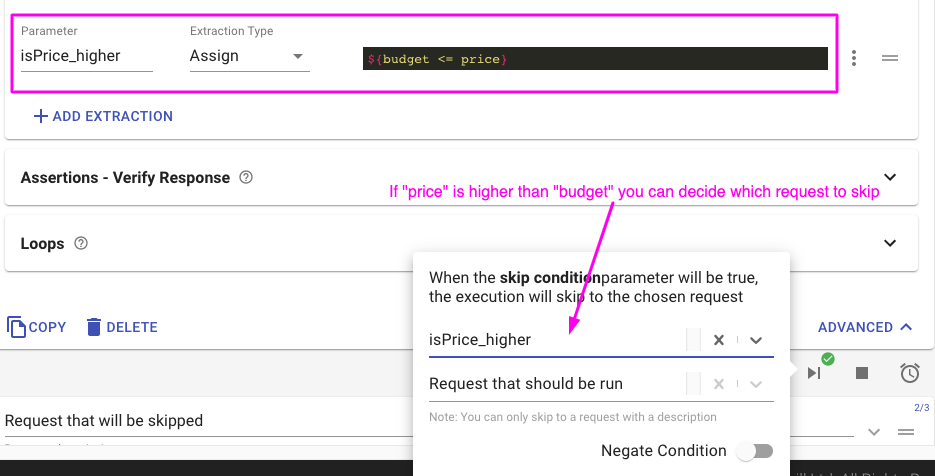 Parameter
Extraction Type
isPrice_higher
Assign
${budget <= price}
ADD EXTRACTION
Assertions - Verify Response
If "price" is higher than "budget" you can decide which request to skip
Loops
When the skip conditionparameter will be true,
the execution will skip to the chosen request
COPY
DELETE
isPrice_higher
ADVANCED
Request that should be run
Note: You can only skip to a request with a description
2/3
Request that will be skipped
Negate Condition